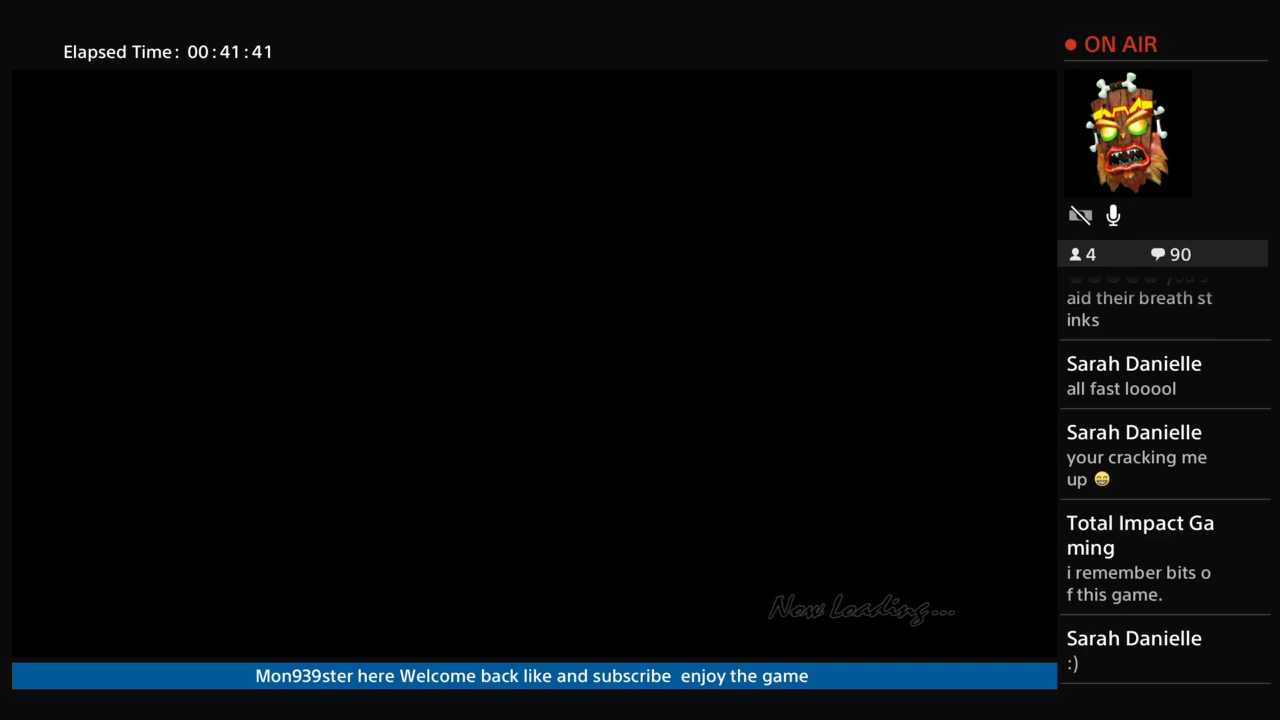 Elapsed Time: 00:41:41
ON AIR
4 90
aid their breath st
inks
Sarah Danielle
all fast looool
Sarah Danielle
your cracking me
up 😁
Total Impact Ga
ming
i remember bits o
f this game.
Sarah Danielle
:)
Now Loading...
Mon939ster here Welcome back like and subscribe enjoy the game